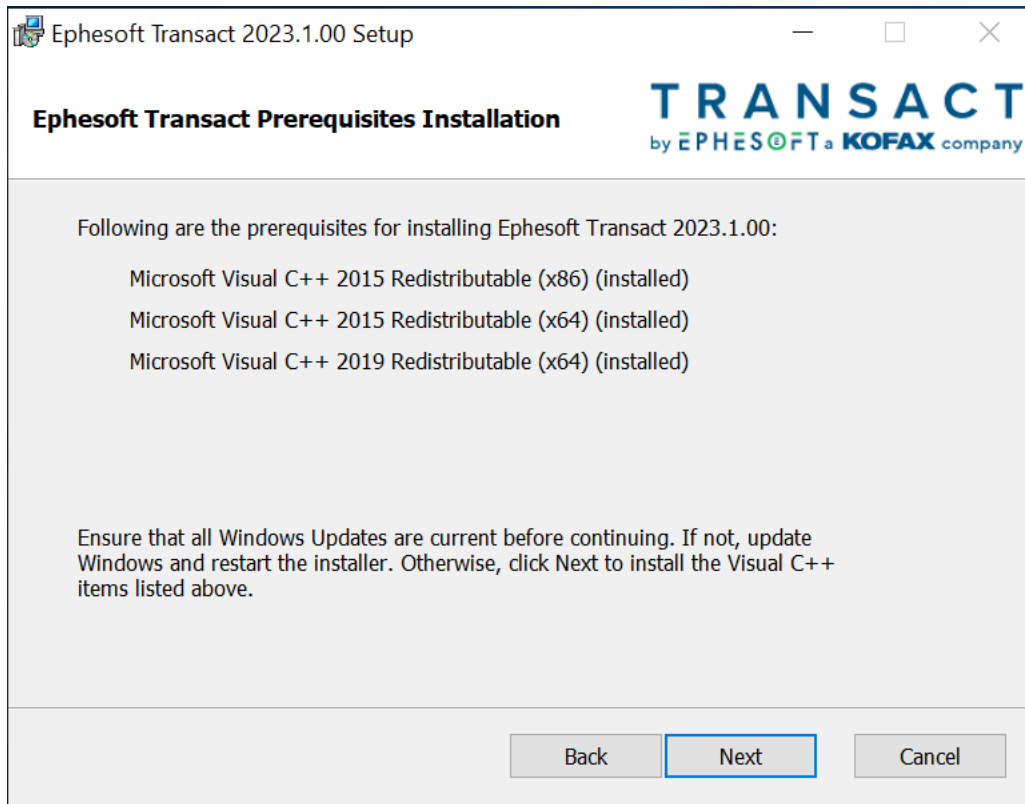 Ephesoft Transact 2023.1.00 Setup
Ephesoft Transact Prerequisites Installation
TRANSACT
by EPHESOFT a KOFAX company
Following are the prerequisites for installing Ephesoft Transact 2023.1.00:
Microsoft Visual C++ 2015 Redistributable (x86) (installed)
Microsoft Visual C++ 2015 Redistributable (x64) (installed)
Microsoft Visual C++ 2019 Redistributable (x64) (installed)
Ensure that all Windows Updates are current before continuing. If not, update
Windows and restart the installer. Otherwise, click Next to install the Visual C++
items listed above.
Back Next Cancel